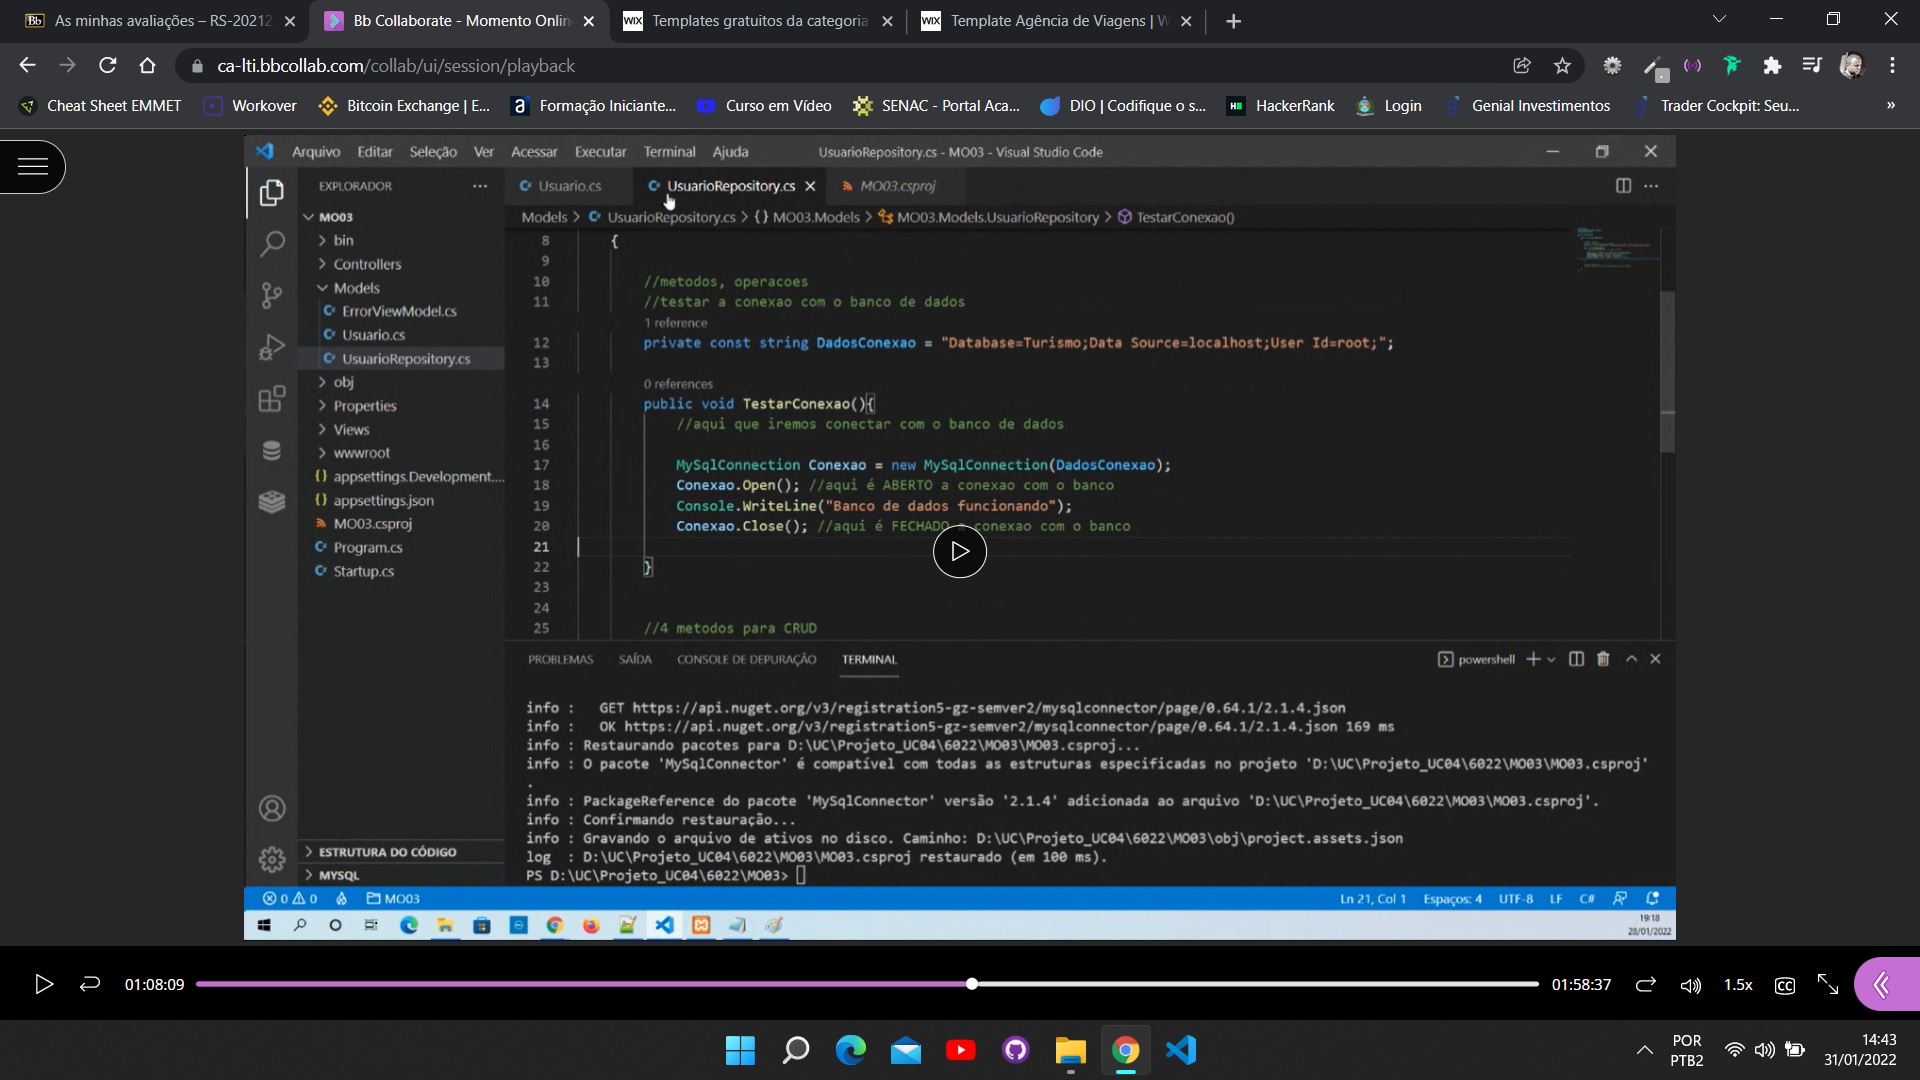 As minhas avaliações – RS-20212
Bb Collaborate - Momento Onlin
Templates gratuitos da categoria
Template Agência de Viagens | W
ca-lti.bbcollab.com/collab/ui/session/playback
Cheat Sheet EMMET
Workover
Bitcoin Exchange | E...
Formação Iniciante...
Curso em Vídeo
SENAC - Portal Aca...
DIO | Codifique o s...
HackerRank
Login
Genial Investimentos
Trader Cockpit: Seu...
»
Arquivo Editar Seleção Ver Acessar Executar Terminal Ajuda
UsuarioRepository.cs - MO03 - Visual Studio Code
EXPLORADOR
Usuario.cs
UsuarioRepository.cs
MO03.csproj
Models > UsuarioRepository.cs > {} MO03.Models > MO03.Models.UsuarioRepository > TestarConexao()
MO03
bin
Controllers
Models
ErrorViewModel.cs
Usuario.cs
UsuarioRepository.cs
obj
Properties
Views
wwwroot
{} appsettings.Development....
{} appsettings.json
MO03.csproj
Program.cs
Startup.cs
ESTRUTURA DO CÓDIGO
MYSQL
8 {
9
10 //metodos, operacoes
11 //testar a conexao com o banco de dados
1 reference
12 private const string DadosConexao = "Database=Turismo;Data Source=localhost;User Id=root;";
13
0 references
14 public void TestarConexao(){
15 //aqui que iremos conectar com o banco de dados
16
17 MySqlConnection Conexao = new MySqlConnection(DadosConexao);
18 Conexao.Open(); //aqui é ABERTO a conexao com o banco
19 Console.WriteLine("Banco de dados funcionando");
20 Conexao.Close(); //aqui é FECHADO a conexao com o banco
21
22 }
23
24
25 //4 metodos para CRUD
PROBLEMAS SAÍDA CONSOLE DE DEPURAÇÃO TERMINAL
powershell
info : GET https://api.nuget.org/v3/registration5-gz-semver2/mysqlconnector/page/0.64.1/2.1.4.json
info : OK https://api.nuget.org/v3/registration5-gz-semver2/mysqlconnector/page/0.64.1/2.1.4.json 169 ms
info : Restaurando pacotes para D:\UC\Projeto_UC04\6022\MO03\MO03.csproj...
info : O pacote 'MySqlConnector' é compatível com todas as estruturas especificadas no projeto 'D:\UC\Projeto_UC04\6022\MO03\MO03.csproj'
.
info : PackageReference do pacote 'MySqlConnector' versão '2.1.4' adicionada ao arquivo 'D:\UC\Projeto_UC04\6022\MO03\MO03.csproj'.
info : Confirmando restauração...
info : Gravando o arquivo de ativos no disco. Caminho: D:\UC\Projeto_UC04\6022\MO03\obj\project.assets.json
log : D:\UC\Projeto_UC04\6022\MO03\MO03.csproj restaurado (em 100 ms).
PS D:\UC\Projeto_UC04\6022\MO03>
0 0 MO03
Ln 21, Col 1 Espaços: 4 UTF-8 LF C#
19:18
28/01/2022
01:08:09
01:58:37
1.5x
CC
POR
PTB2
14:43
31/01/2022